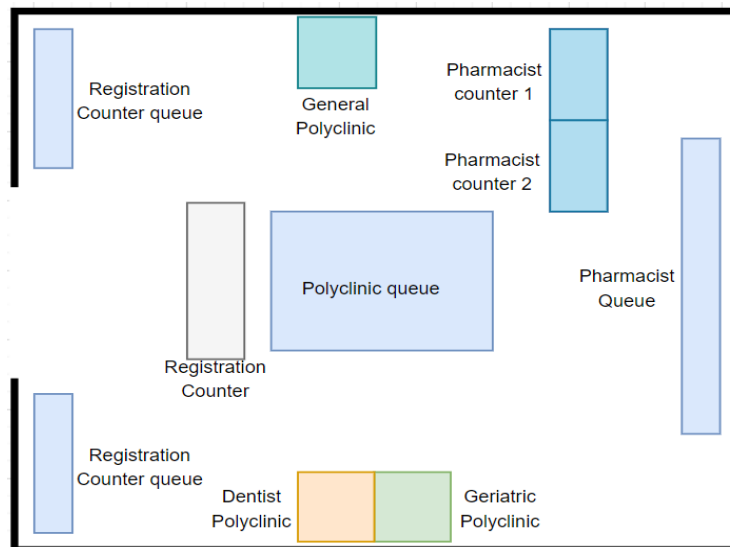 Registration
Counter queue
General
Polyclinic
Pharmacist
counter 1
Pharmacist
counter 2
Polyclinic queue
Pharmacist
Queue
Registration
Counter
Registration
Counter queue
Dentist
Polyclinic
Geriatric
Polyclinic